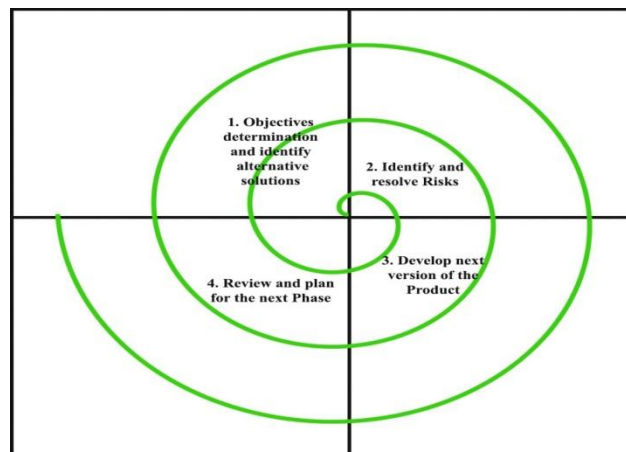 1. Objectives
determination
and identify
alternative
solutions
2. Identify and
resolve Risks
3. Develop next
version of the
Product
4. Review and plan
for the next Phase